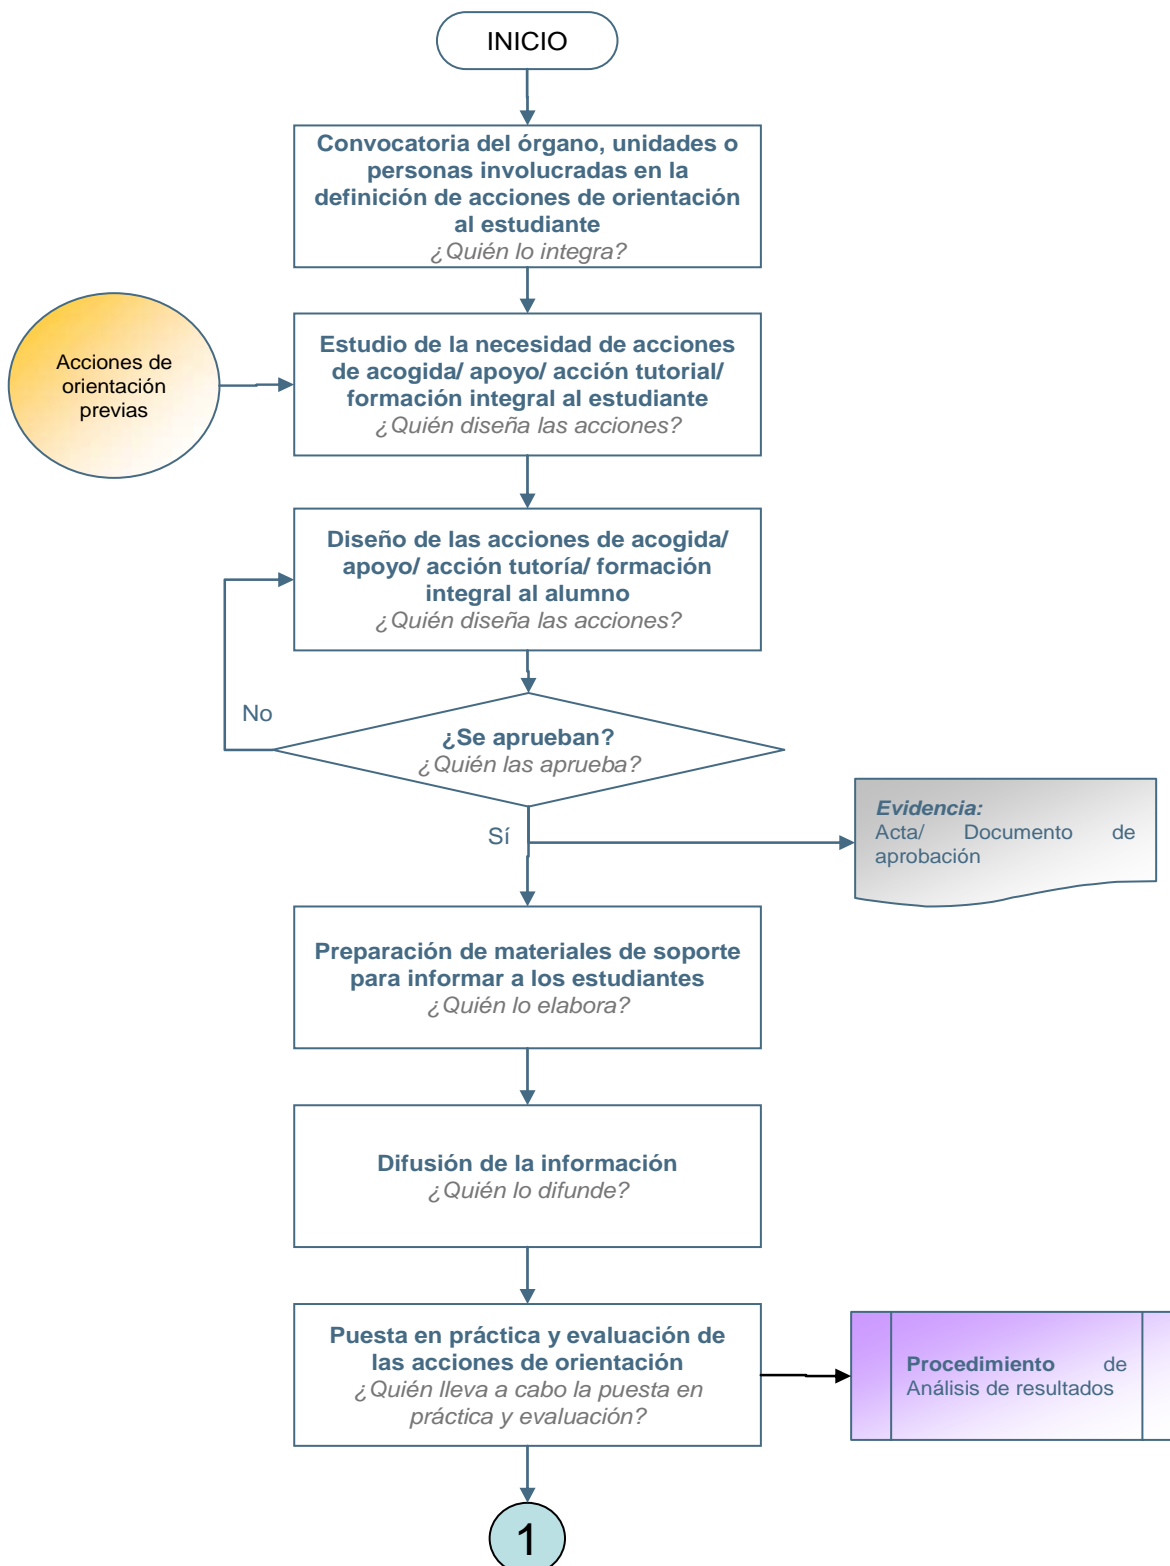 INICIO
Convocatoria del órgano, unidades o
personas involucradas en la
definición de acciones de orientación
al estudiante
¿Quién lo integra?
Acciones de
orientación
previas
Estudio de la necesidad de acciones
de acogida/ apoyo/ acción tutorial/
formación integral al estudiante
¿Quién diseña las acciones?
Diseño de las acciones de acogida/
apoyo/ acción tutoría/ formación
integral al alumno
¿Quién diseña las acciones?
No
¿Se aprueban?
¿Quién las aprueba?
Sí
Evidencia:
Acta/ Documento de
aprobación
Preparación de materiales de soporte
para informar a los estudiantes
¿Quién lo elabora?
Difusión de la información
¿Quién lo difunde?
Puesta en práctica y evaluación de
las acciones de orientación
¿Quién lleva a cabo la puesta en
práctica y evaluación?
Procedimiento de
Análisis de resultados
1